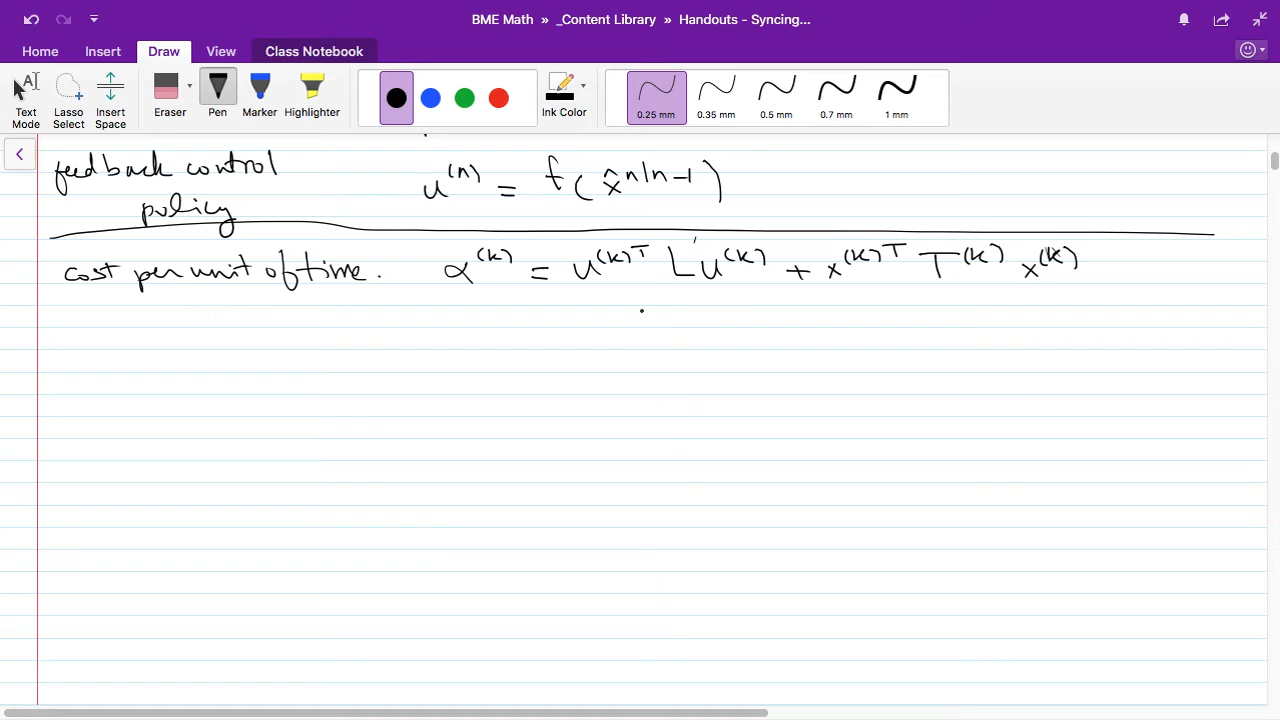 BME Math » _Content Library » Handouts - Syncing...
Home Insert Draw View Class Notebook
Text Mode Lasso Select Insert Space Eraser Pen Marker Highlighter Ink Color 0.25 mm 0.35 mm 0.5 mm 0.7 mm 1 mm
feedback control u^(n) = f(x̂^n|n-1)
policy
cost per unit of time. α^(k) = u^(k)T L u^(k) + x^(k)T T^(k) x^(k)